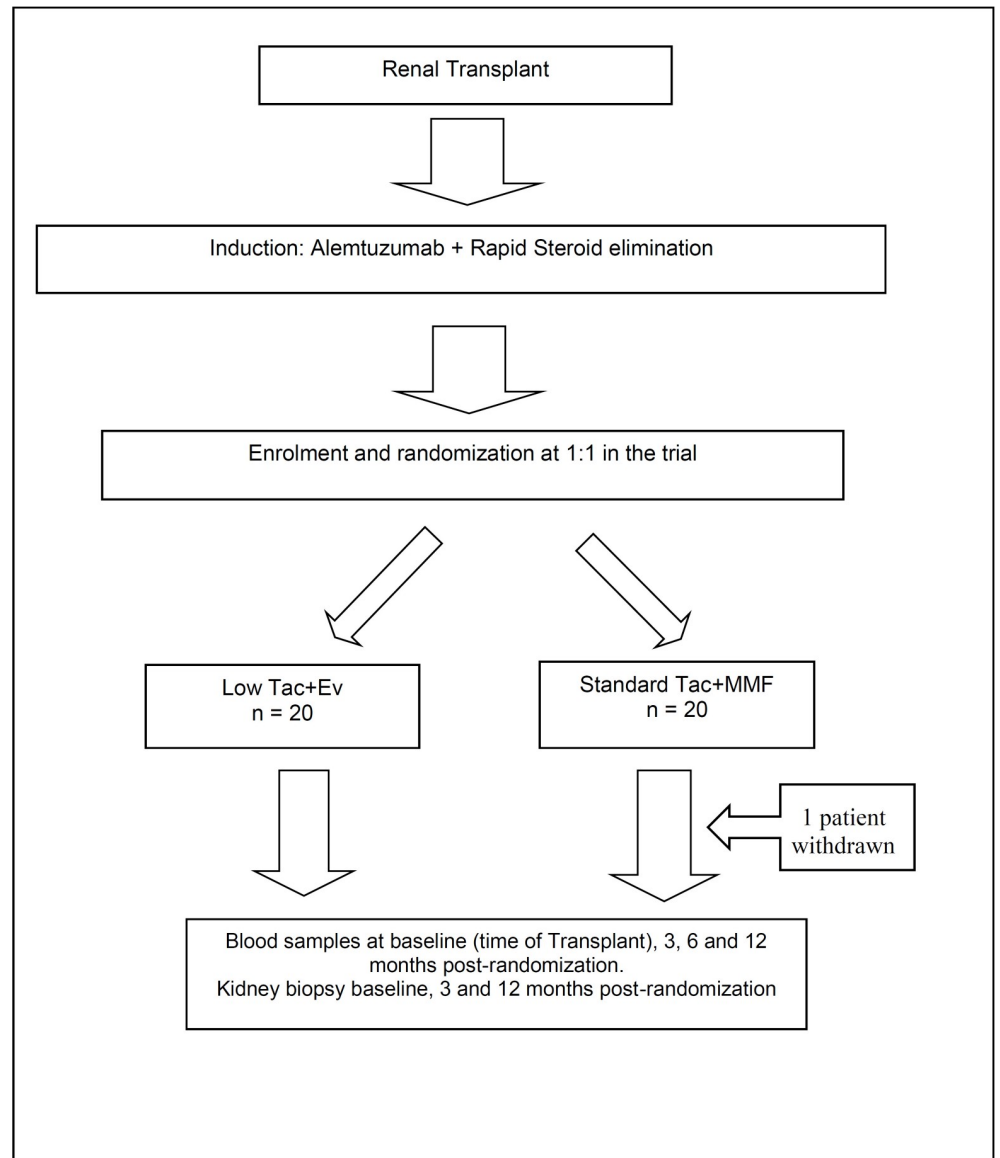 Renal Transplant
Induction: Alemtuzumab + Rapid Steroid elimination
Enrolment and randomization at 1:1 in the trial
Low Tac+Ev
n = 20
Standard Tac+MMF
n = 20
1 patient
withdrawn
Blood samples at baseline (time of Transplant), 3, 6 and 12
months post-randomization.
Kidney biopsy baseline, 3 and 12 months post-randomization